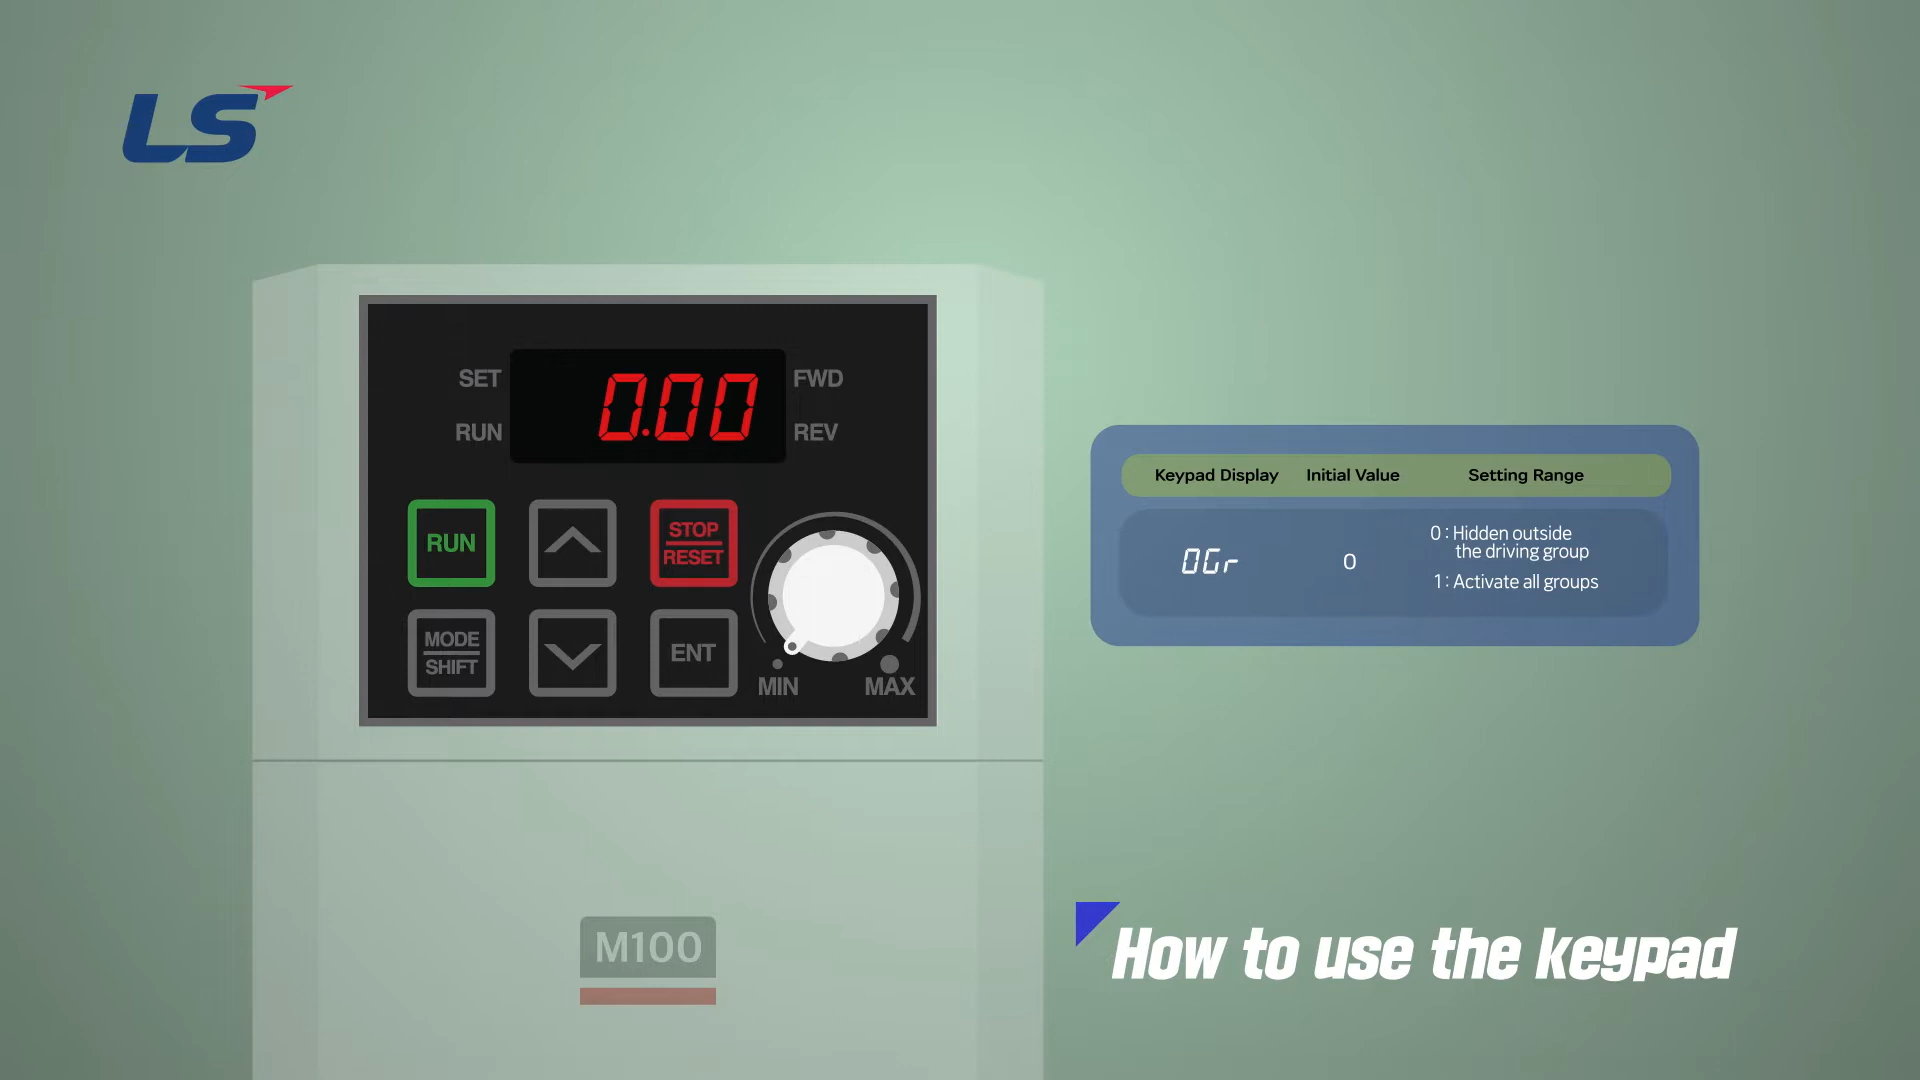 LS
SET
0.00
FWD
RUN
REV
RUN
STOP
RESET
MODE
SHIFT
ENT
MIN
MAX
M100
Keypad Display Initial Value Setting Range
0Gr 0
0 : Hidden outside
the driving group
1 : Activate all groups
How to use the keypad